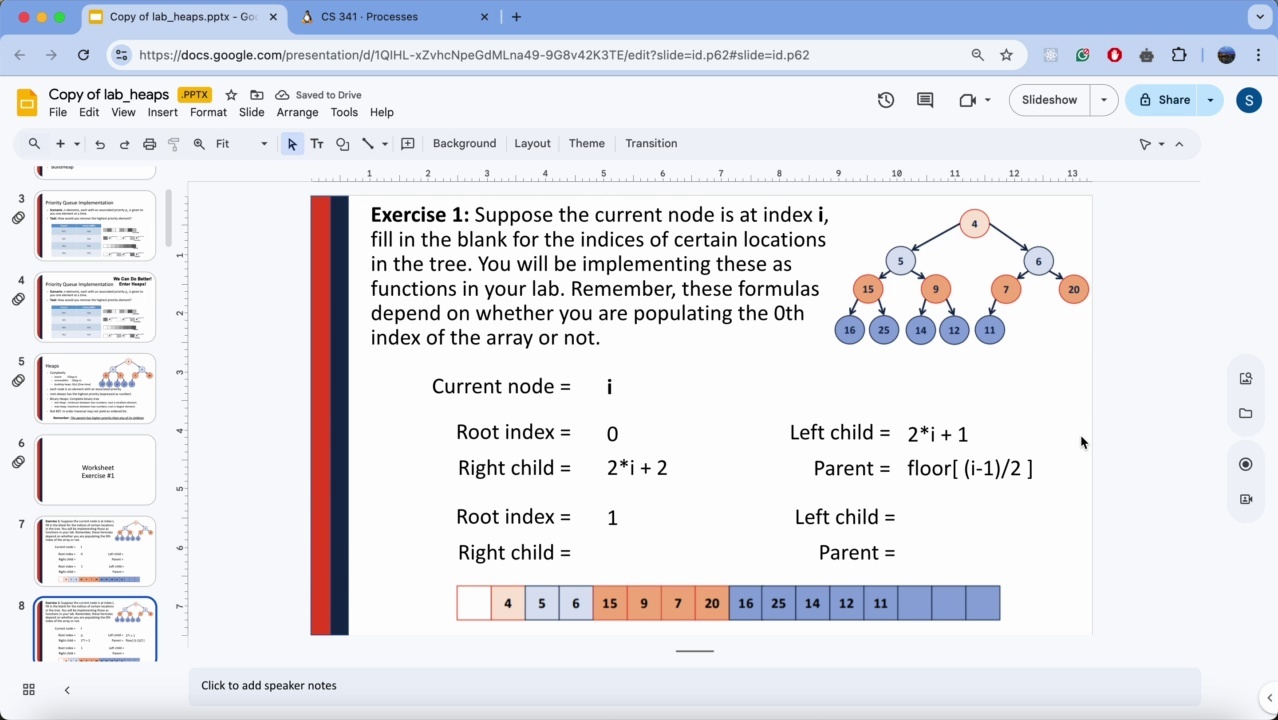 Copy of lab_heaps.pptx - Goo
CS 341 · Processes
https://docs.google.com/presentation/d/1QIHL-xZvhcNpeGdMLna49-9G8v42K3TE/edit?slide=id.p62#slide=id.p62
Copy of lab_heaps .PPTX Saved to Drive
File Edit View Insert Format Slide Arrange Tools Help
Slideshow Share S
Fit Background Layout Theme Transition
1 2 3 4 5 6 7 8 9 10 11 12 13
1
2
3
4
5
6
7
BuildHeap
3
Priority Queue Implementation
4
We Can Do Better!
Enter Heaps!
Priority Queue Implementation
5
Heaps
6
Worksheet
Exercise #1
7
8
Exercise 1: Suppose the current node is at index i,
fill in the blank for the indices of certain locations
in the tree. You will be implementing these as
functions in your lab. Remember, these formulas
depend on whether you are populating the 0th
index of the array or not.
4
5 6
15 9 7 20
16 25 14 12 11
Current node = i
Root index = 0 Left child = 2*i + 1
Right child = 2*i + 2 Parent = floor[ (i-1)/2 ]
Root index = 1 Left child =
Right child = Parent =
5 6 15 9 7 20 16 25 14 12 11
Click to add speaker notes